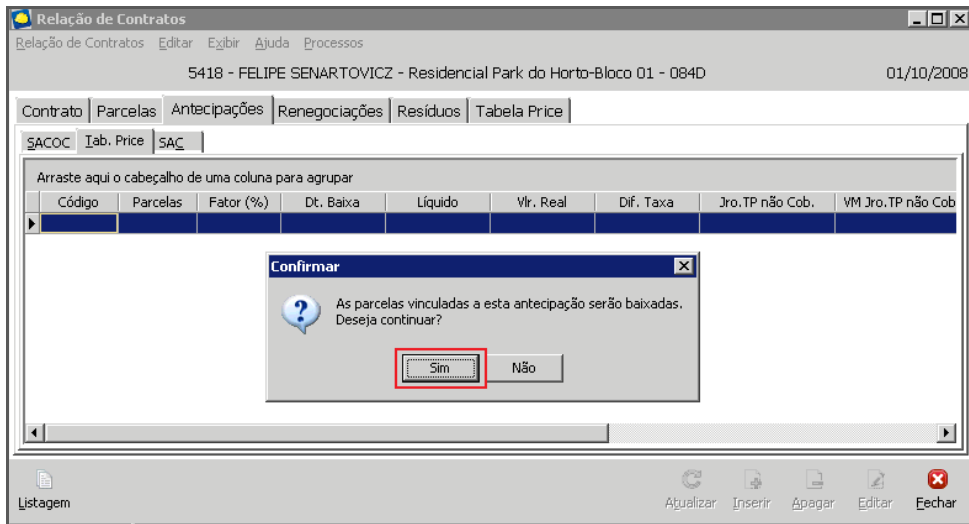 Relação de Contratos
Relação de Contratos Editar Exibir Ajuda Processos
5418 - FELIPE SENARTOVICZ - Residencial Park do Horto-Bloco 01 - 084D 01/10/2008
Contrato Parcelas Antecipações Renegociações Resíduos Tabela Price
SACOC Tab. Price SAC
Arraste aqui o cabeçalho de uma coluna para agrupar
Código Parcelas Fator (%) Dt. Baixa Líquido Vlr. Real Dif. Taxa Jro.TP não Cob. VM Jro.TP não Cob
Confirmar
As parcelas vinculadas a esta antecipação serão baixadas.
Deseja continuar?
Sim Não
Listagem Atualizar Inserir Apagar Editar Fechar